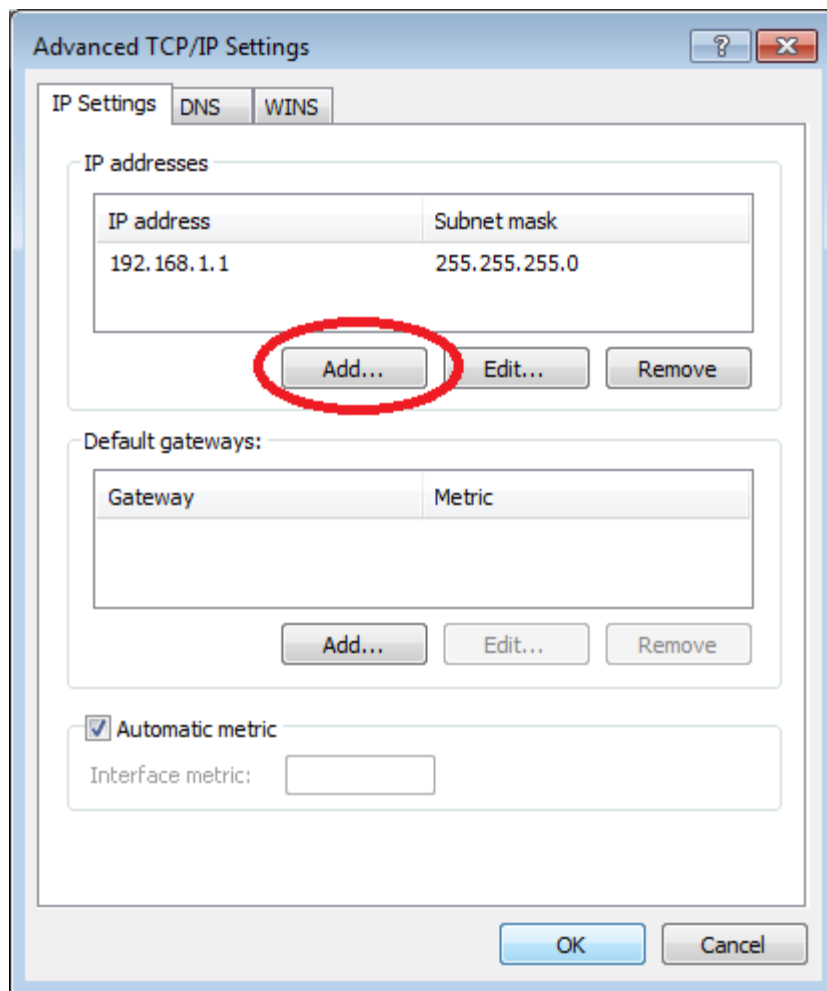 Advanced TCP/IP Settings
?
IP Settings DNS WINS
IP addresses
IP address Subnet mask
192.168.1.1 255.255.255.0
Add... Edit... Remove
Default gateways:
Gateway Metric
Add... Edit... Remove
Automatic metric
Interface metric:
OK Cancel